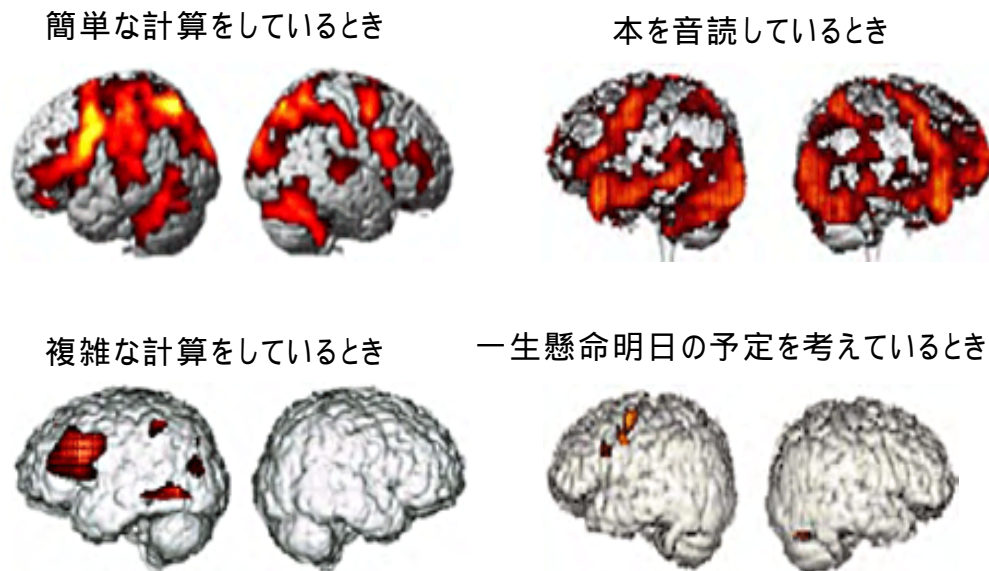 簡単な計算をしているとき
本を音読しているとき
複雑な計算をしているとき
一生懸命明日の予定を考えているとき